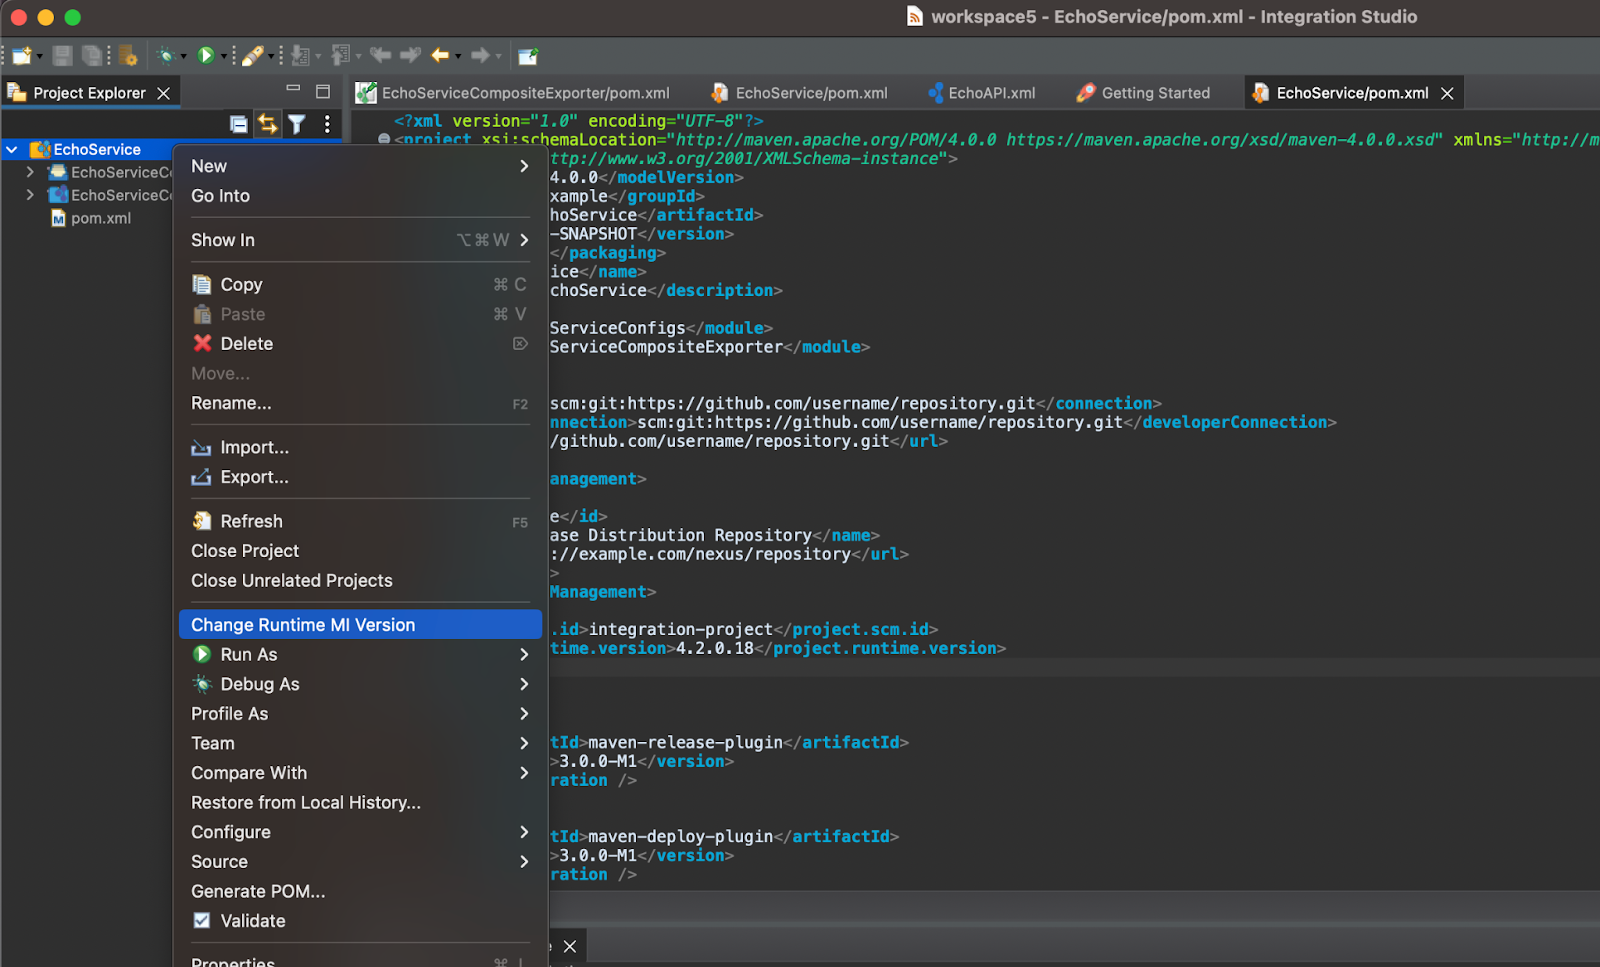 workspace5 - EchoService/pom.xml - Integration Studio
Project Explorer
EchoServiceCompositeExporter/pom.xml
EchoService/pom.xml
EchoAPI.xml
Getting Started
EchoService/pom.xml
EchoService
EchoServiceCo
EchoServiceCo
pom.xml
New
Go Into
Show In ⌥⌘W
Copy ⌘ C
Paste ⌘ V
Delete ⌦
Move...
Rename... F2
Import...
Export...
Refresh F5
Close Project
Close Unrelated Projects
Change Runtime MI Version
Run As
Debug As
Profile As
Team
Compare With
Restore from Local History...
Configure
Source
Generate POM...
Validate
Properties ⌘ I
<?xml version="1.0" encoding="UTF-8"?>
<project xsi:schemaLocation="http://maven.apache.org/POM/4.0.0 https://maven.apache.org/xsd/maven-4.0.0.xsd" xmlns="http://m
ttp://www.w3.org/2001/XMLSchema-instance">
4.0.0</modelVersion>
xample</groupId>
hoService</artifactId>
-SNAPSHOT</version>
</packaging>
ice</name>
choService</description>
ServiceConfigs</module>
ServiceCompositeExporter</module>
scm:git:https://github.com/username/repository.git</connection>
nnection>scm:git:https://github.com/username/repository.git</developerConnection>
/github.com/username/repository.git</url>
anagement>
e</id>
ase Distribution Repository</name>
://example.com/nexus/repository</url>
>
Management>
.id>integration-project</project.scm.id>
time.version>4.2.0.18</project.runtime.version>
tId>maven-release-plugin</artifactId>
>3.0.0-M1</version>
ration />
tId>maven-deploy-plugin</artifactId>
>3.0.0-M1</version>
ration />